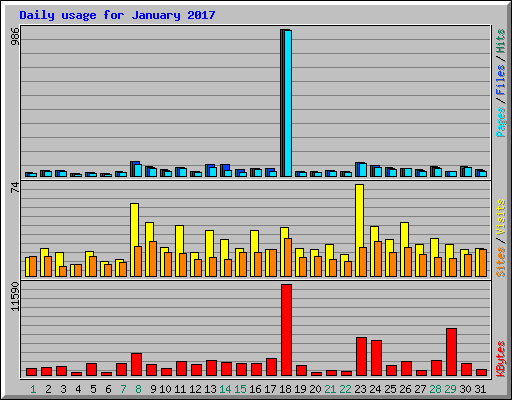 Daily usage for January 2017
986
Pages / Files / Hits
74
Sites / Visits
11590
KBytes
1 2 3 4 5 6 7 8 9 10 11 12 13 14 15 16 17 18 19 20 21 22 23 24 25 26 27 28 29 30 31